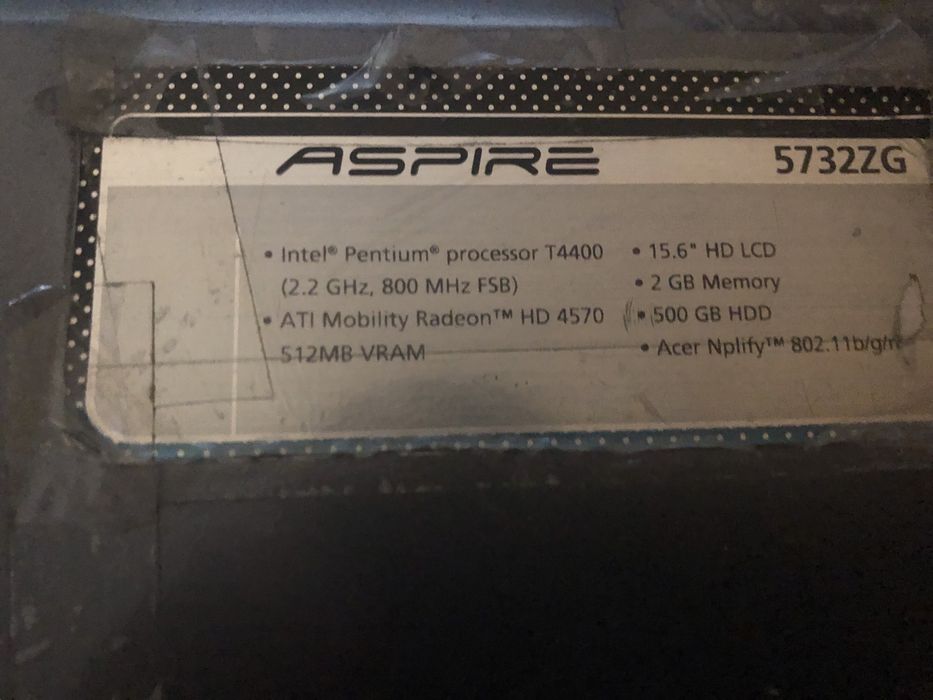 ASPIRE 5732ZG
• Intel® Pentium® processor T4400
(2.2 GHz, 800 MHz FSB)
• ATI Mobility Radeon™ HD 4570
512MB VRAM
• 15.6" HD LCD
• 2 GB Memory
• 500 GB HDD
• Acer Nplify™ 802.11b/g/n